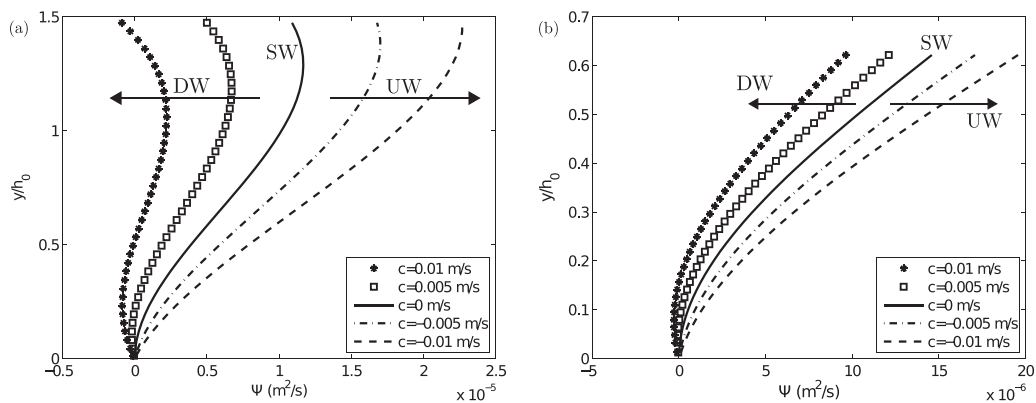 (a)
1.5
1
0.5
0
y/h0
-0.5
0
0.5
1
1.5
2
2.5
Ψ (m²/s)
x 10⁻⁵
DW
SW
UW
c=0.01 m/s
c=0.005 m/s
c=0 m/s
c=−0.005 m/s
c=−0.01 m/s
(b)
0.7
0.6
0.5
0.4
0.3
0.2
0.1
0
y/h0
-5
0
5
10
15
20
Ψ (m²/s)
x 10⁻⁶
DW
SW
UW
c=0.01 m/s
c=0.005 m/s
c=0 m/s
c=−0.005 m/s
c=−0.01 m/s